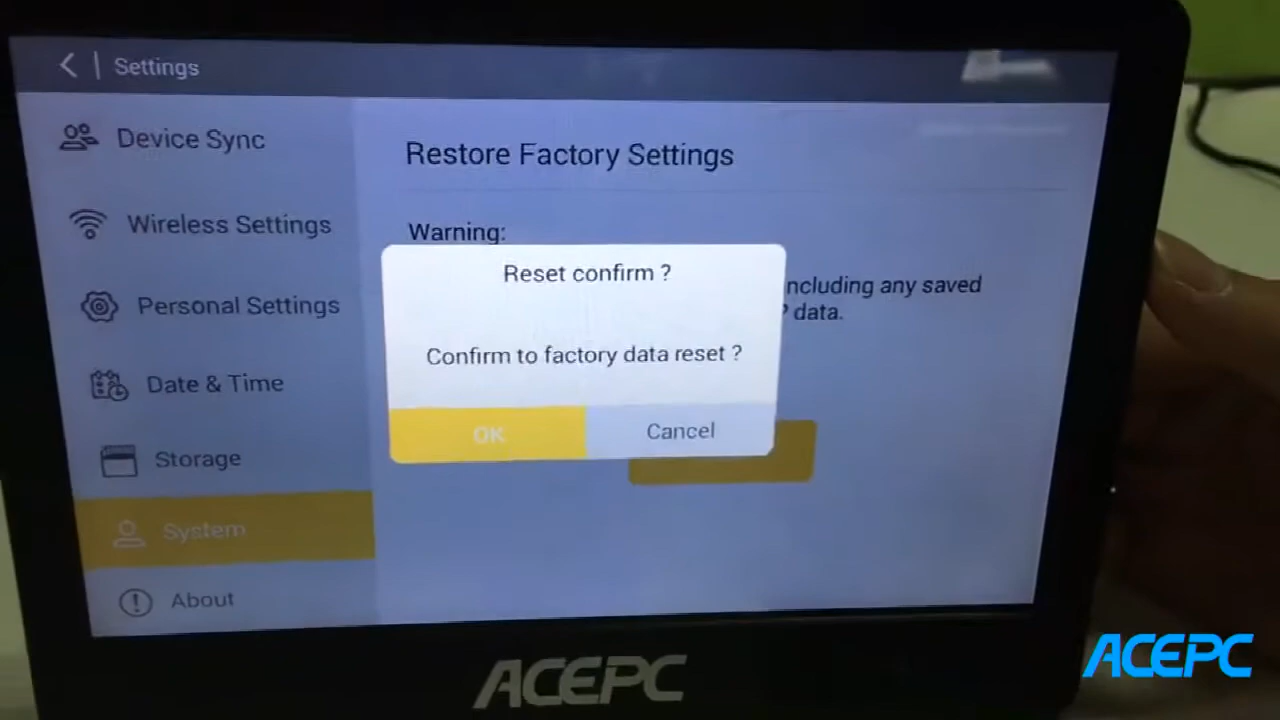 Settings
Device Sync
Restore Factory Settings
Wireless Settings
Warning:
Reset confirm ?
including any saved
data.
Personal Settings
Confirm to factory data reset ?
Date & Time
OK
Cancel
Storage
System
About
ACEPC
ACEPC